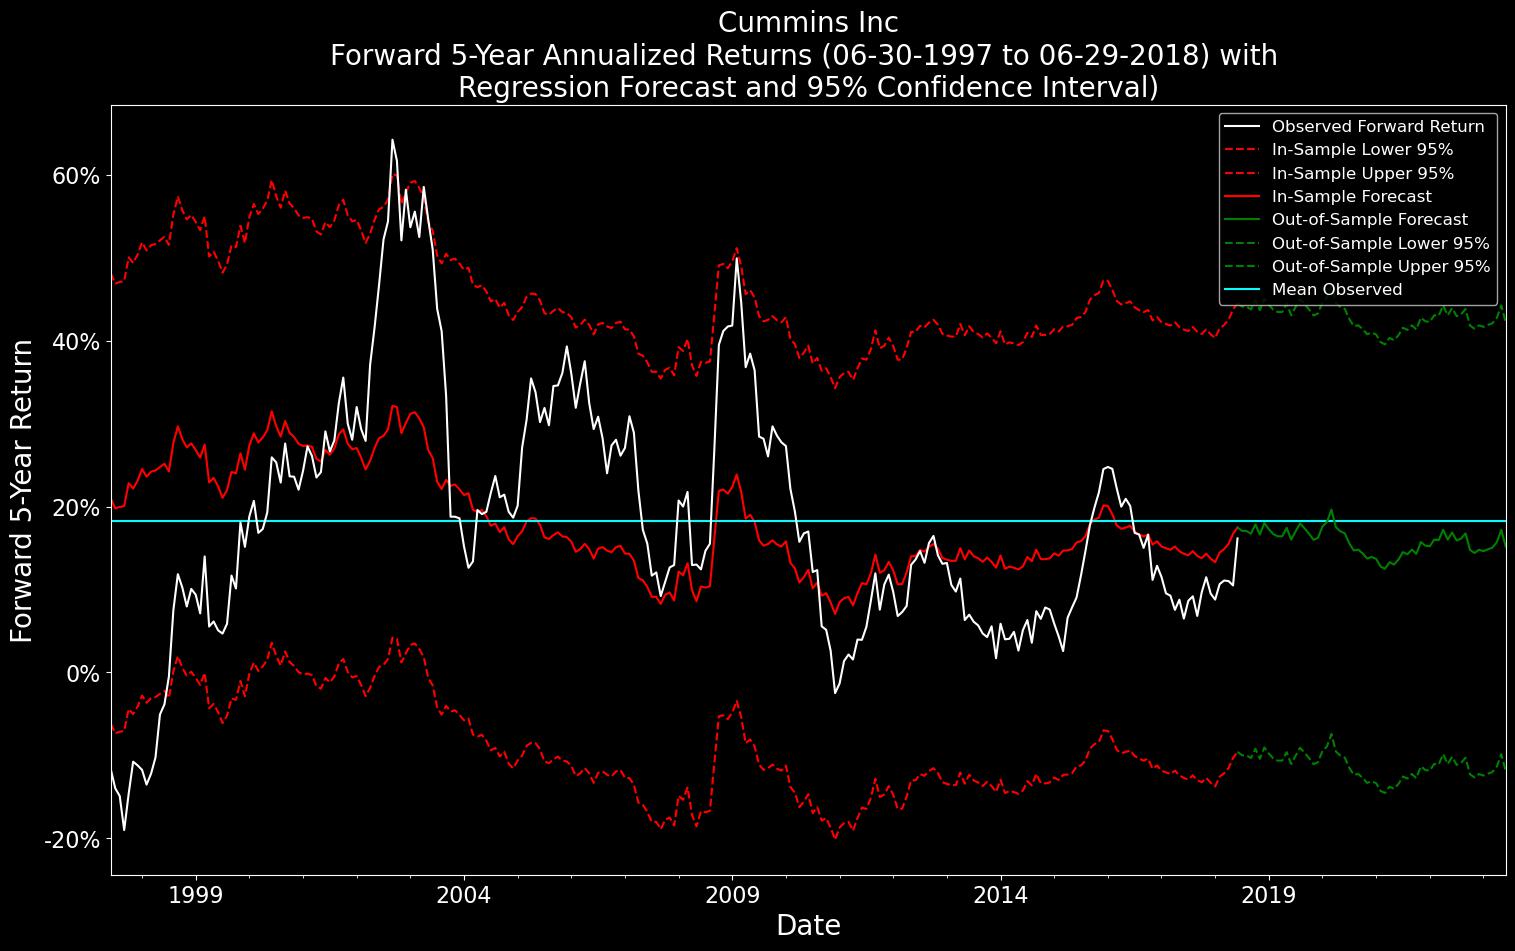 Cummins Inc
Forward 5-Year Annualized Returns (06-30-1997 to 06-29-2018) with
Regression Forecast and 95% Confidence Interval)
Observed Forward Return
In-Sample Lower 95%
In-Sample Upper 95%
In-Sample Forecast
Out-of-Sample Forecast
Out-of-Sample Lower 95%
Out-of-Sample Upper 95%
Mean Observed
Forward 5-Year Return
60%
40%
20%
0%
-20%
1999
2004
2009
2014
2019
Date